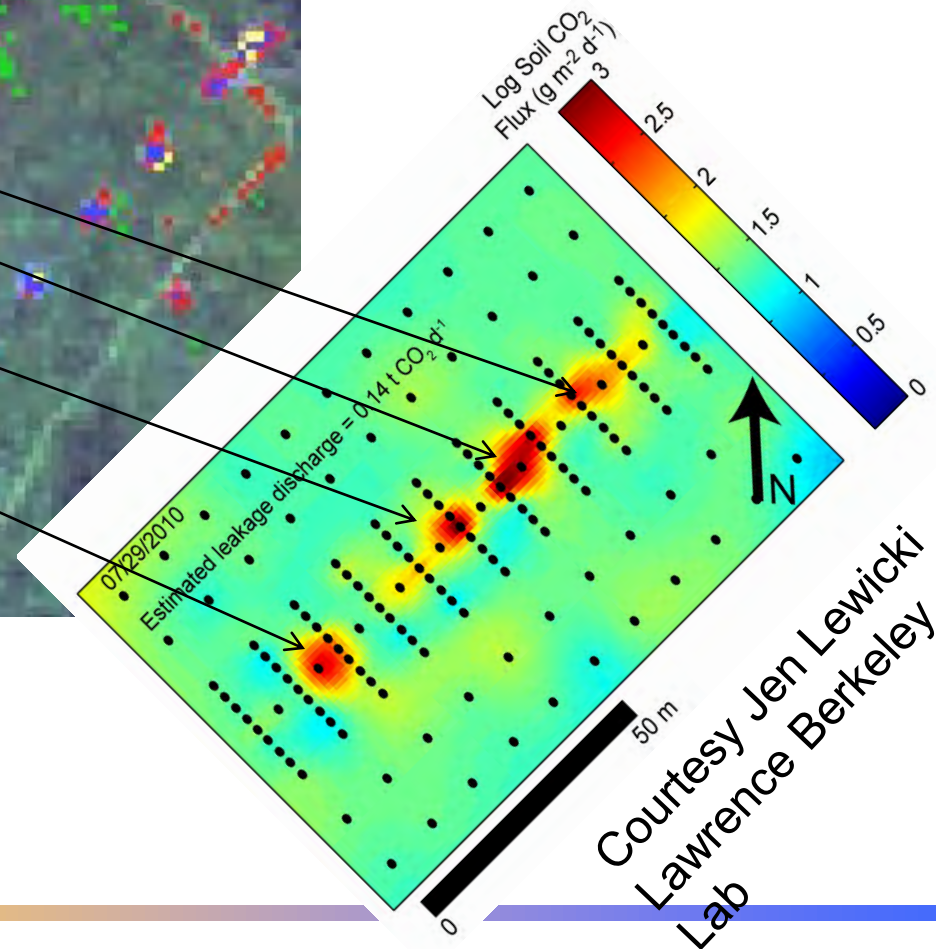 Log Soil CO2
Flux (g m-2 d-1)
3
2.5
2
1.5
1
0.5
0
07/29/2010
Estimated leakage discharge = 0.14 t CO2 d-1
N
50 m
0
Courtesy Jen Lewicki
Lawrence Berkeley
Lab